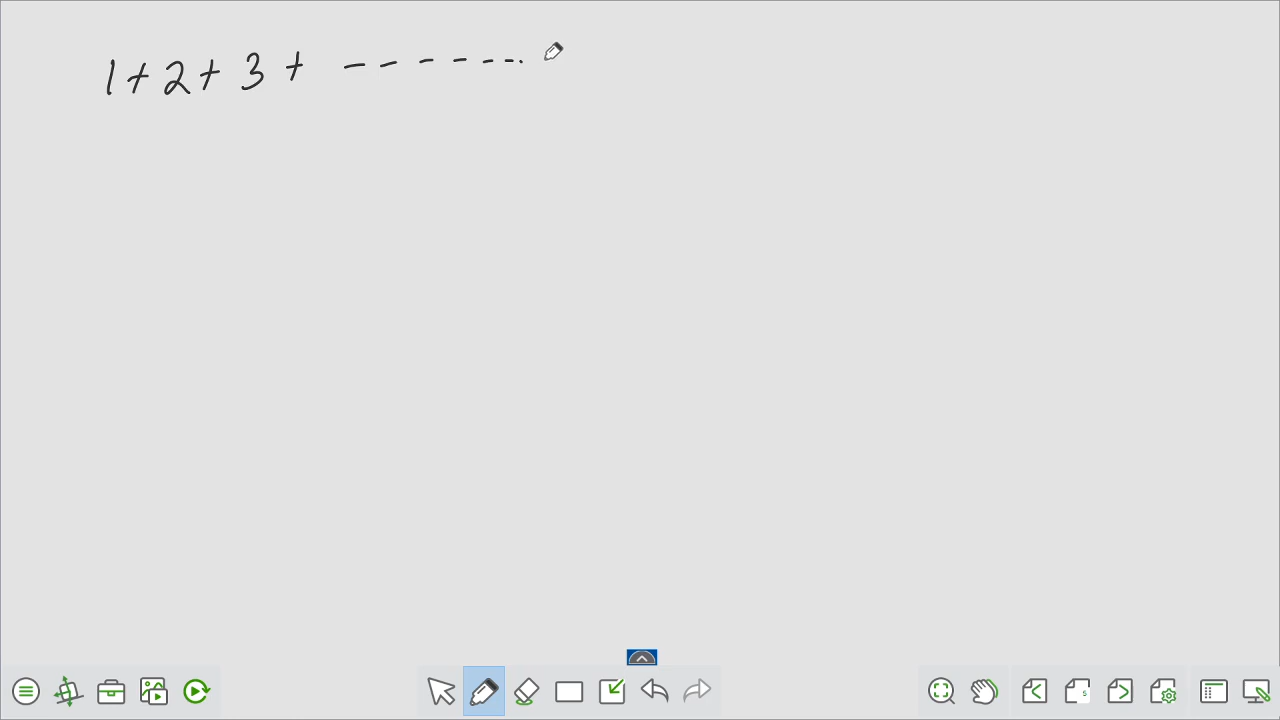 1 + 2 + 3 + - - - - - - .